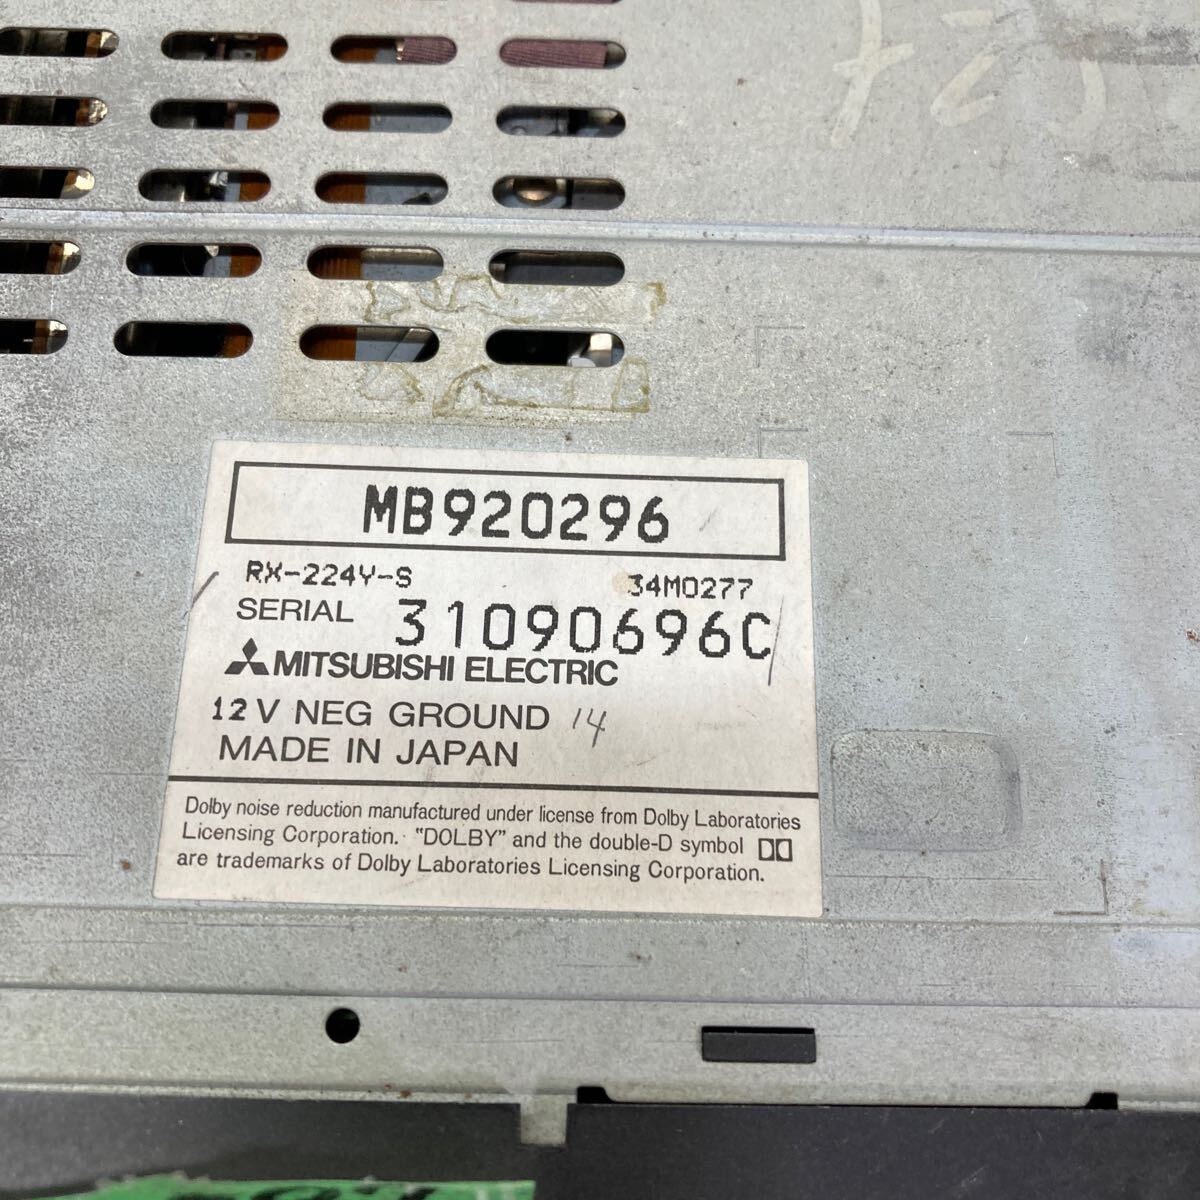 MB920296
RX-224Y-S 34M0277
SERIAL 31090696C
MITSUBISHI ELECTRIC
12V NEG GROUND 14
MADE IN JAPAN
Dolby noise reduction manufactured under license from Dolby Laboratories
Licensing Corporation. "DOLBY" and the double-D symbol
are trademarks of Dolby Laboratories Licensing Corporation.